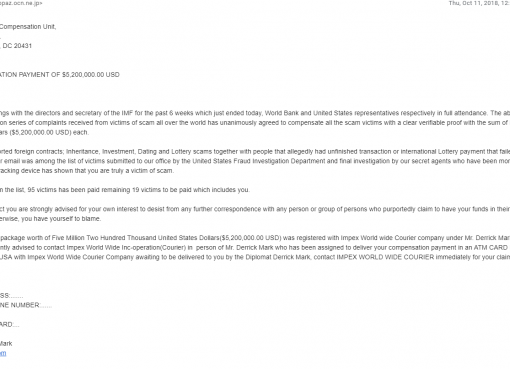 opaz.ocn.ne.jp>
Thu, Oct 11, 2018, 12:
Compensation Unit,
, DC 20431
ATION PAYMENT OF $5,200,000.00 USD
ngs with the directors and secretary of the IMF for the past 6 weeks which just ended today, World Bank and United States representatives respectively in full attendance. The ab
on series of complaints received from victims of scam all over the world has unanimously agreed to compensate all the scam victims with a clear verifiable proof with the sum of
ars ($5,200,000.00 USD) each.
rted foreign contracts; Inheritance, Investment, Dating and Lottery scams together with people that allegedly had unfinished transaction or international Lottery payment that faile
r email was among the list of victims submitted to our office by the United States Fraud Investigation Department and final investigation by our secret agents who have been mon
racking device has shown that you are truly a victim of scam.
n the list, 95 victims has been paid remaining 19 victims to be paid which includes you.
ct you are strongly advised for your own interest to desist from any further correspondence with any person or group of persons who purportedly claim to have your funds in their
erwise, you have yourself to blame.
package worth of Five Million Two Hundred Thousand United States Dollars($5,200,000.00 USD) was registered with Impex World wide Courier company under Mr. Derrick Mar
ntly advised to contact Impex World Wide Inc-operation(Courier) in person of Mr. Derrick Mark who has been assigned to deliver your compensation payment in an ATM CARD
USA with Impex World Wide Courier Company awaiting to be delivered to you by the Diplomat Derrick Mark, contact IMPEX WORLD WIDE COURIER immediately for your claim
SS:.......
NE NUMBER:......
ARD:...
Mark
om